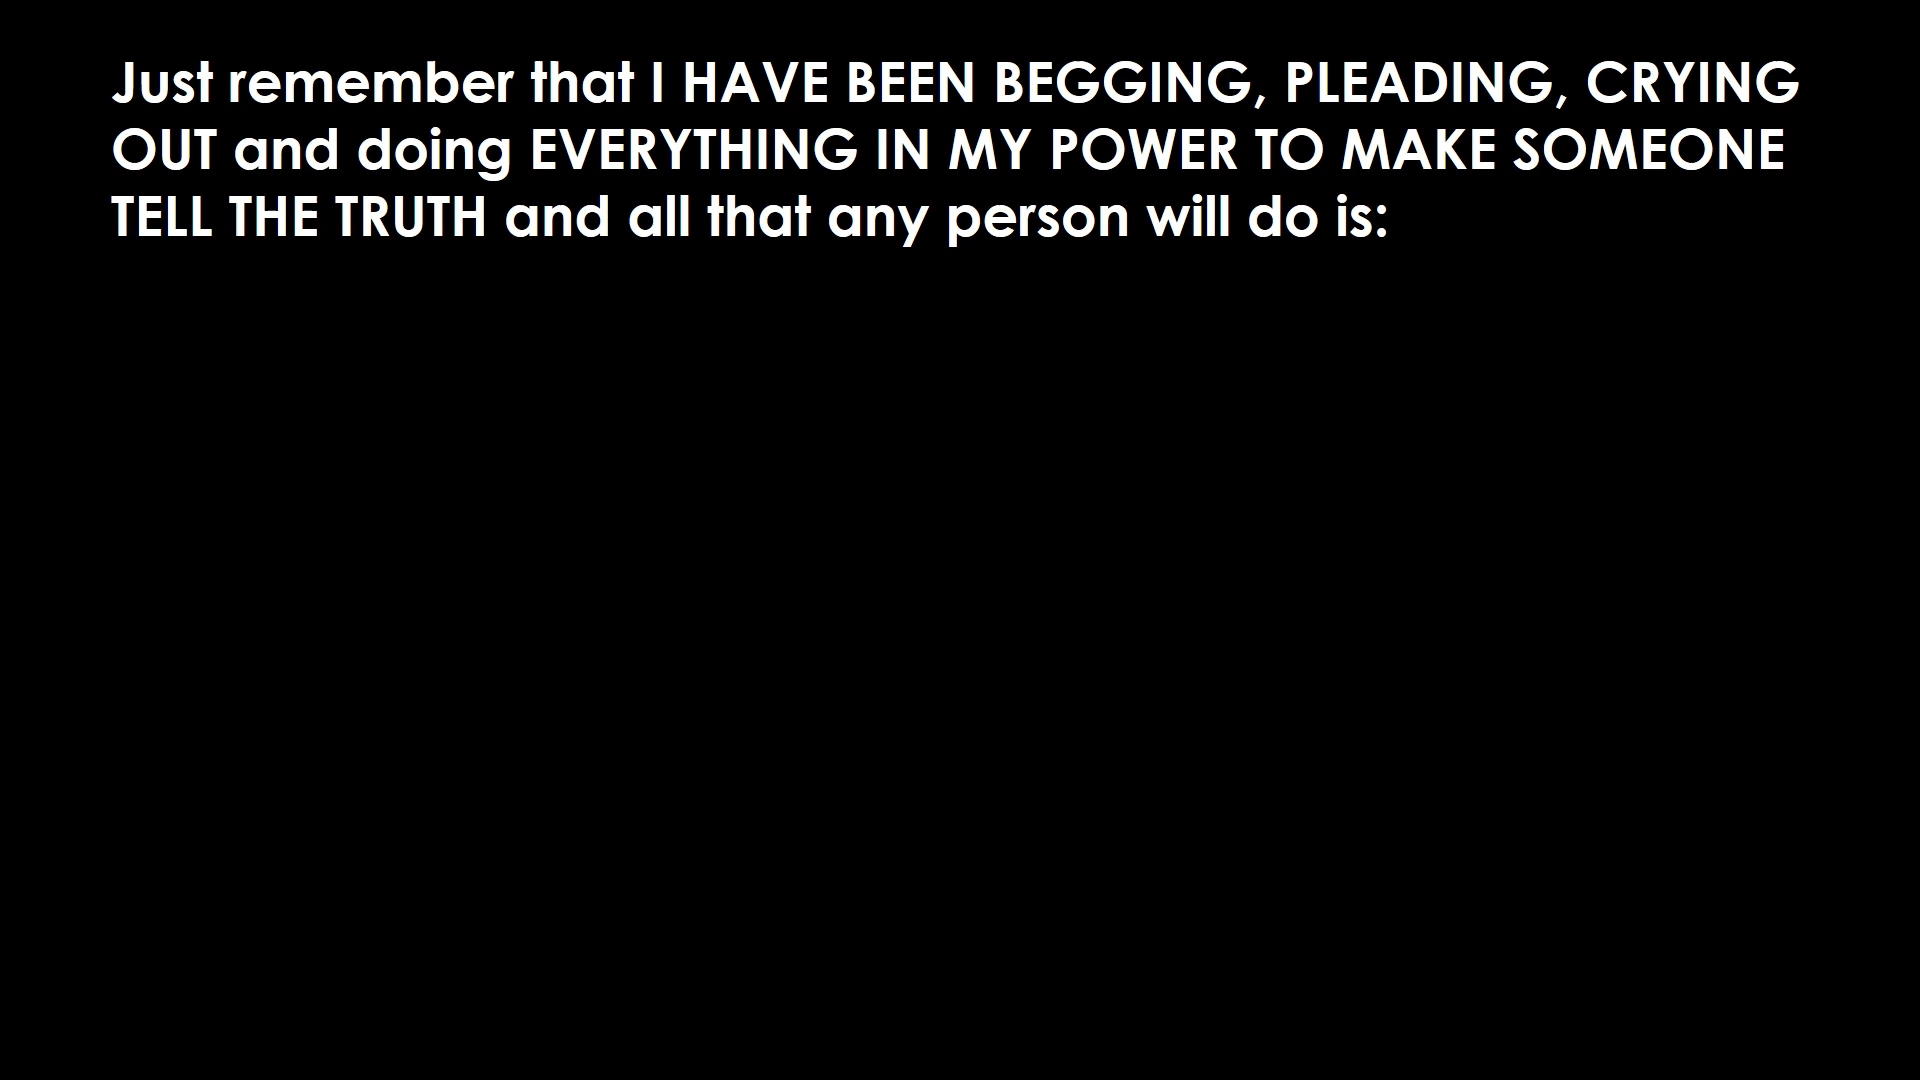 Just remember that I HAVE BEEN BEGGING, PLEADING, CRYING
OUT and doing EVERYTHING IN MY POWER TO MAKE SOMEONE
TELL THE TRUTH and all that any person will do is: